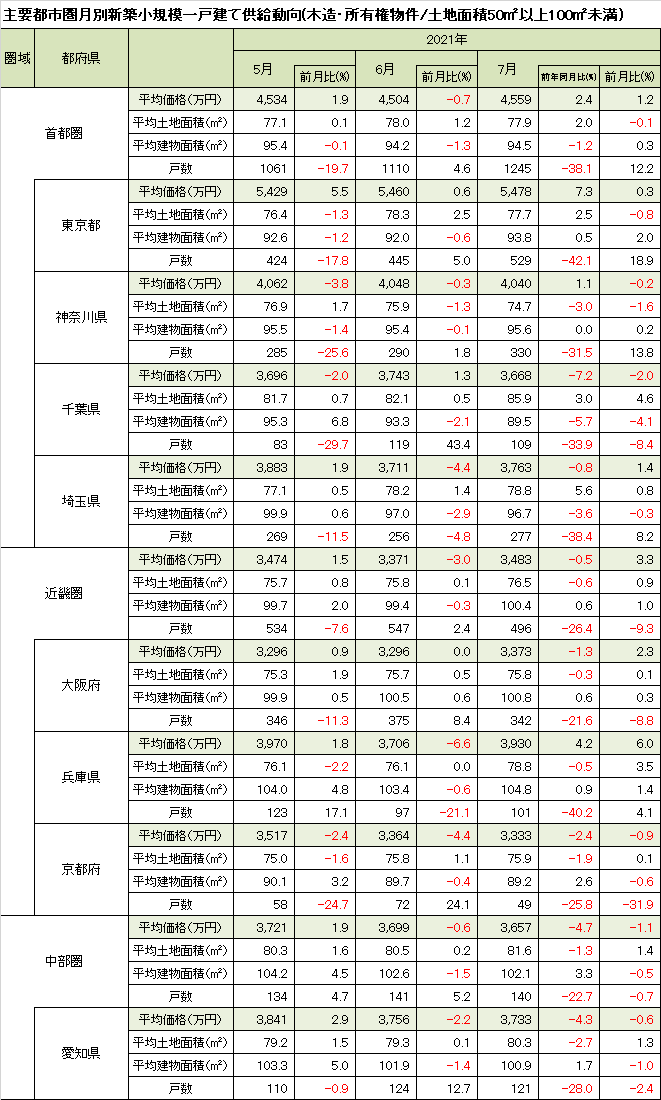 主要都市圏月別新築小規模一戸建て供給動向(木造・所有権物件/土地面積50㎡以上100㎡未満)
圏域 都府県 2021年
5月 前月比(%) 6月 前月比(%) 7月 前年同月比(%) 前月比(%)
首都圏
平均価格(万円) 4,534 1.9 4,504 -0.7 4,559 2.4 1.2
平均土地面積(㎡) 77.1 0.1 78.0 1.2 77.9 2.0 -0.1
平均建物面積(㎡) 95.4 -0.1 94.2 -1.3 94.5 -1.2 0.3
戸数 1061 -19.7 1110 4.6 1245 -38.1 12.2
東京都
平均価格(万円) 5,429 5.5 5,460 0.6 5,478 7.3 0.3
平均土地面積(㎡) 76.4 -1.3 78.3 2.5 77.7 2.5 -0.8
平均建物面積(㎡) 92.6 -1.2 92.0 -0.6 93.8 0.5 2.0
戸数 424 -17.8 445 5.0 529 -42.1 18.9
神奈川県
平均価格(万円) 4,062 -3.8 4,048 -0.3 4,040 1.1 -0.2
平均土地面積(㎡) 76.9 1.7 75.9 -1.3 74.7 -3.0 -1.6
平均建物面積(㎡) 95.5 -1.4 95.4 -0.1 95.6 0.0 0.2
戸数 285 -25.6 290 1.8 330 -31.5 13.8
千葉県
平均価格(万円) 3,696 -2.0 3,743 1.3 3,668 -7.2 -2.0
平均土地面積(㎡) 81.7 0.7 82.1 0.5 85.9 3.0 4.6
平均建物面積(㎡) 95.3 6.8 93.3 -2.1 89.5 -5.7 -4.1
戸数 83 -29.7 119 43.4 109 -33.9 -8.4
埼玉県
平均価格(万円) 3,883 1.9 3,711 -4.4 3,763 -0.8 1.4
平均土地面積(㎡) 77.1 0.5 78.2 1.4 78.8 5.6 0.8
平均建物面積(㎡) 99.9 0.6 97.0 -2.9 96.7 -3.6 -0.3
戸数 269 -11.5 256 -4.8 277 -38.4 8.2
近畿圏
平均価格(万円) 3,474 1.5 3,371 -3.0 3,483 -0.5 3.3
平均土地面積(㎡) 75.7 0.8 75.8 0.1 76.5 -0.6 0.9
平均建物面積(㎡) 99.7 2.0 99.4 -0.3 100.4 0.6 1.0
戸数 534 -7.6 547 2.4 496 -26.4 -9.3
大阪府
平均価格(万円) 3,296 0.9 3,296 0.0 3,373 -1.3 2.3
平均土地面積(㎡) 75.3 1.9 75.7 0.5 75.8 -0.3 0.1
平均建物面積(㎡) 99.9 0.5 100.5 0.6 100.8 0.6 0.3
戸数 346 -11.3 375 8.4 342 -21.6 -8.8
兵庫県
平均価格(万円) 3,970 1.8 3,706 -6.6 3,930 4.2 6.0
平均土地面積(㎡) 76.1 -2.2 76.1 0.0 78.8 -0.5 3.5
平均建物面積(㎡) 104.0 4.8 103.4 -0.6 104.8 0.9 1.4
戸数 123 17.1 97 -21.1 101 -40.2 4.1
京都府
平均価格(万円) 3,517 -2.4 3,364 -4.4 3,333 -2.4 -0.9
平均土地面積(㎡) 75.0 -1.6 75.8 1.1 75.9 -1.9 0.1
平均建物面積(㎡) 90.1 3.2 89.7 -0.4 89.2 2.6 -0.6
戸数 58 -24.7 72 24.1 49 -25.8 -31.9
中部圏
平均価格(万円) 3,721 1.9 3,699 -0.6 3,657 -4.7 -1.1
平均土地面積(㎡) 80.3 1.6 80.5 0.2 81.6 -1.3 1.4
平均建物面積(㎡) 104.2 4.5 102.6 -1.5 102.1 3.3 -0.5
戸数 134 4.7 141 5.2 140 -22.7 -0.7
愛知県
平均価格(万円) 3,841 2.9 3,756 -2.2 3,733 -4.3 -0.6
平均土地面積(㎡) 79.2 1.5 79.3 0.1 80.3 -2.7 1.3
平均建物面積(㎡) 103.3 5.0 101.9 -1.4 100.9 1.7 -1.0
戸数 110 -0.9 124 12.7 121 -28.0 -2.4